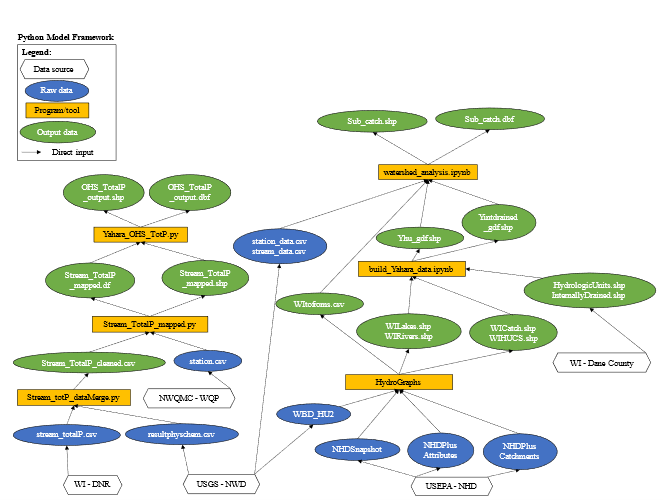 Python Model Framework
Legend:
Data source
Raw data
Program/tool
Output data
Direct input
Sub_catch.shp
Sub_catch.dbf
watershed_analysis.ipynb
OHS_TotalP
_output.shp
OHS_TotalP
_output.dbf
Yahara_OHS_TotP.py
station_data.csv
stream_data.csv
Yhu_gdf.shp
Yintdrained
_gdf.shp
build_Yahara_data.ipynb
Stream_TotalP
_mapped.df
Stream_TotalP
_mapped.shp
HydrologicUnits.shp
InternallyDrained.shp
WItofoms.csv
Stream_TotalP_mapped.py
WILakes.shp
WIRivers.shp
WICatch.shp
WIHUCS.shp
Stream_TotalP_cleaned.csv
station.csv
WI - Dane County
HydroGraphs
Stream_totP_dataMerge.py
NWQMC - WQP
WBD_HU2
stream_totalP.csv
resultphyschem.csv
NHDSnapshot
NHDPlus
Attributes
NHDPlus
Catchments
WI - DNR
USGS - NWD
USEPA - NHD